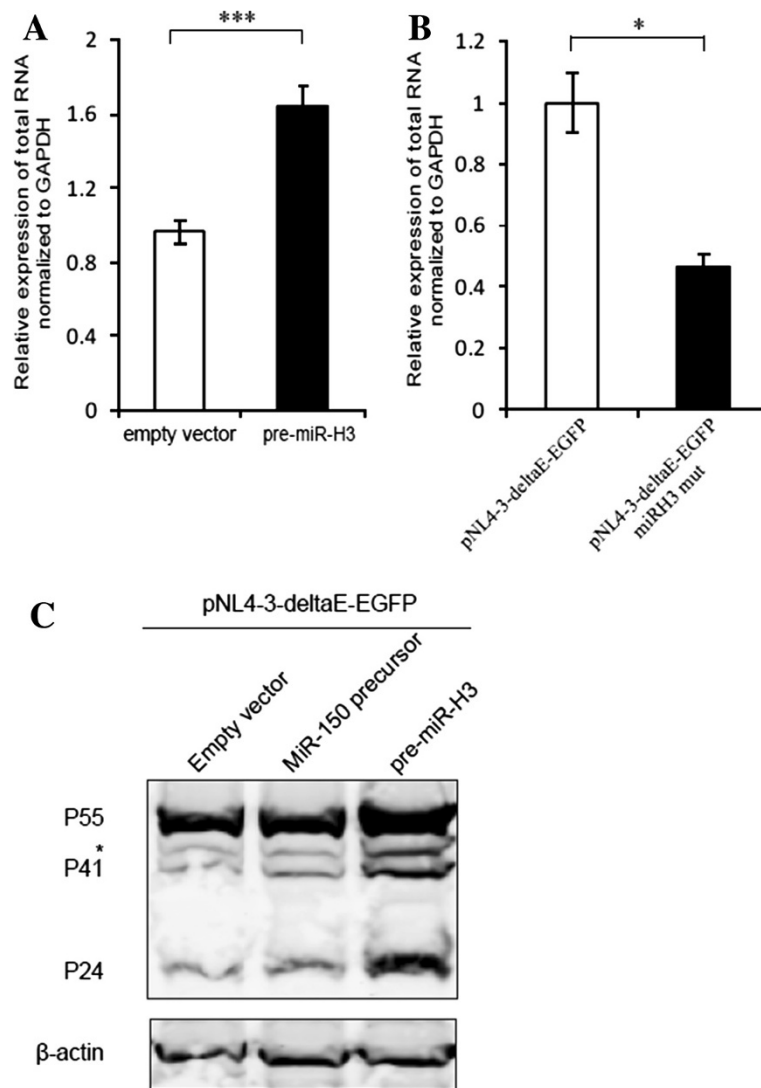 A
Relative expression of total RNA
normalized to GAPDH
2
1.6
1.2
0.8
0.4
0
***
empty vector
pre-miR-H3
B
Relative expression of total RNA
normalized to GAPDH
1.2
1
0.8
0.6
0.4
0.2
0
*
pNL4-3-deltaE-EGFP
pNL4-3-deltaE-EGFP
miRH3 mut
C
pNL4-3-deltaE-EGFP
Empty vector
MiR-150 precursor
pre-miR-H3
P55
*
P41
P24
β-actin